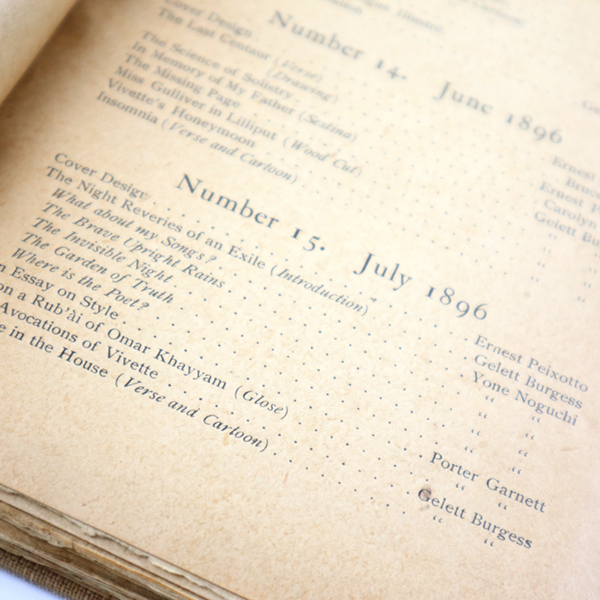 Number 14. June 1896
Cover Design
The Last Centaur (Verse)
(Drawing)
The Science of Solistry
In Memory of My Father (Sestina)
The Missing Page
Miss Gulliver in Lilliput (Wood Cut)
Vivette's Honeymoon
Insomnia (Verse and Cartoon)
Ernest
Bruce
Ernest P
Carolyn
Gelett Bu
" "
" "
" "
Number 15. July 1896
Cover Design . . . Ernest Peixotto
The Night Reveries of an Exile (Introduction) . . . Gelett Burgess
What about my Songs? . . . Yone Noguchi
The Brave Upright Rains . . . " "
The Invisible Night . . . " "
The Garden of Truth . . . " "
Where is the Poet? . . . " "
n Essay on Style . . . Porter Garnett
on a Rub'ài of Omar Khayyam (Glose) . . . " "
Avocations of Vivette . . . Gelett Burgess
e in the House (Verse and Cartoon) . . . " "